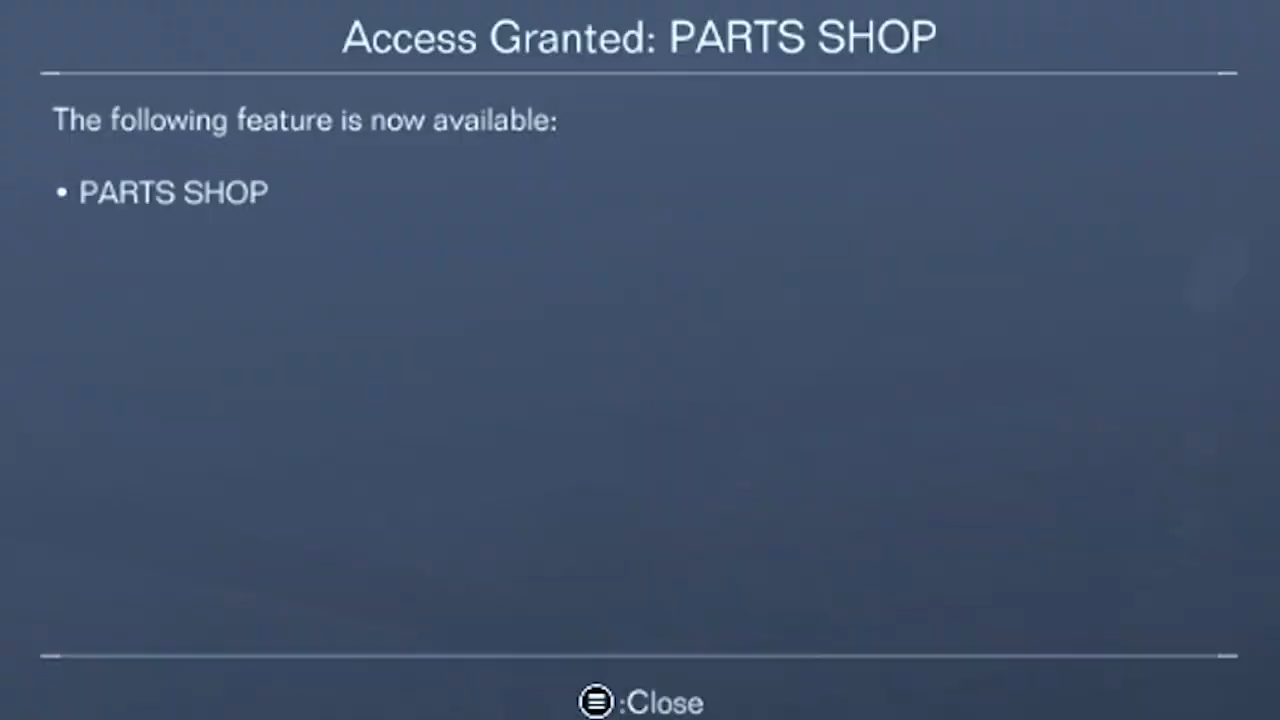 Access Granted: PARTS SHOP
The following feature is now available:
• PARTS SHOP
:Close